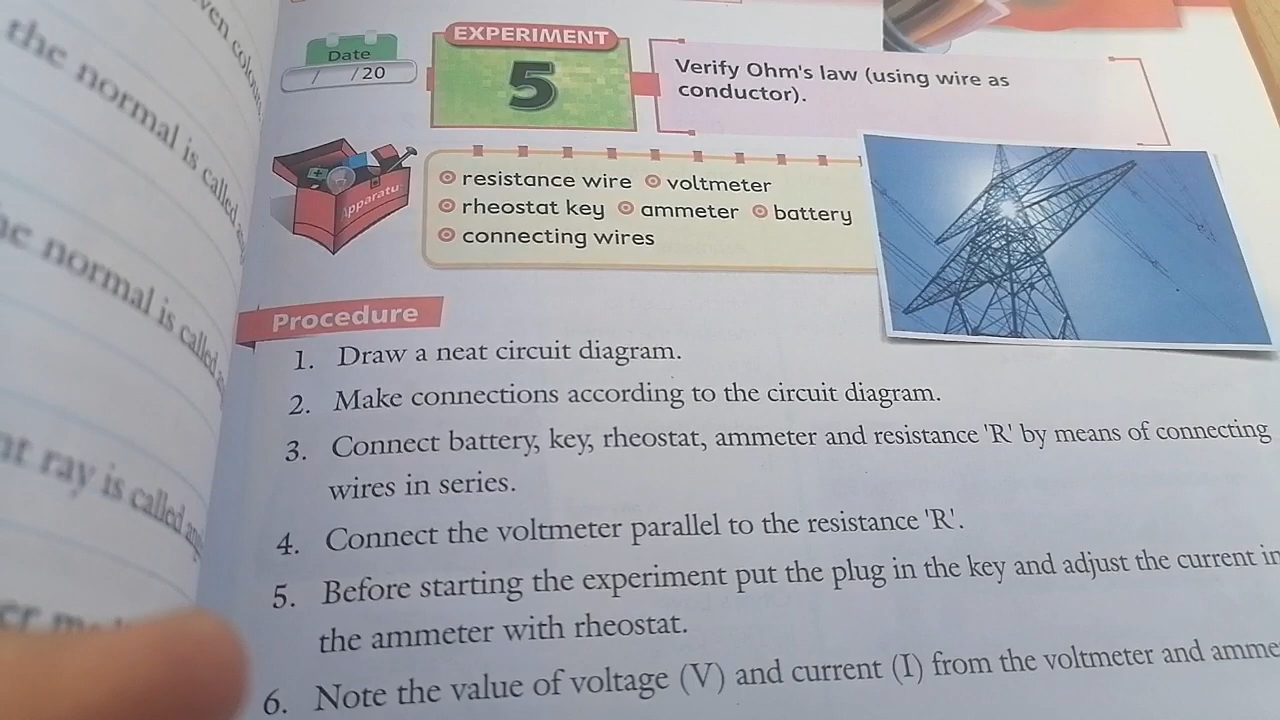 ven colou
the normal is called
he normal is called
nt ray is called
EXPERIMENT
5
Date
/ /20
Verify Ohm's law (using wire as
conductor).
Apparatu
resistance wire voltmeter
rheostat key ammeter battery
connecting wires
Procedure
1. Draw a neat circuit diagram.
2. Make connections according to the circuit diagram.
3. Connect battery, key, rheostat, ammeter and resistance 'R' by means of connecting
wires in series.
4. Connect the voltmeter parallel to the resistance 'R'.
5. Before starting the experiment put the plug in the key and adjust the current in
the ammeter with rheostat.
6. Note the value of voltage (V) and current (I) from the voltmeter and amme